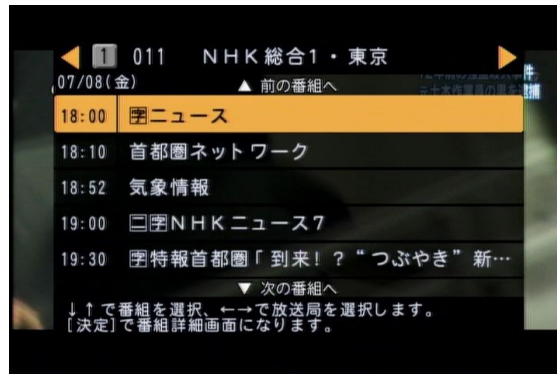 ◀ 1 011 NHK総合1・東京 ▶
07/08(金) ▲ 前の番組へ
18:00 字ニュース
18:10 首都圏ネットワーク
18:52 気象情報
19:00 二字NHKニュース7
19:30 字特報首都圏「到来!?“つぶやき”新…
▼ 次の番組へ
↓↑で番組を選択、←→で放送局を選択します。
[決定]で番組詳細画面になります。